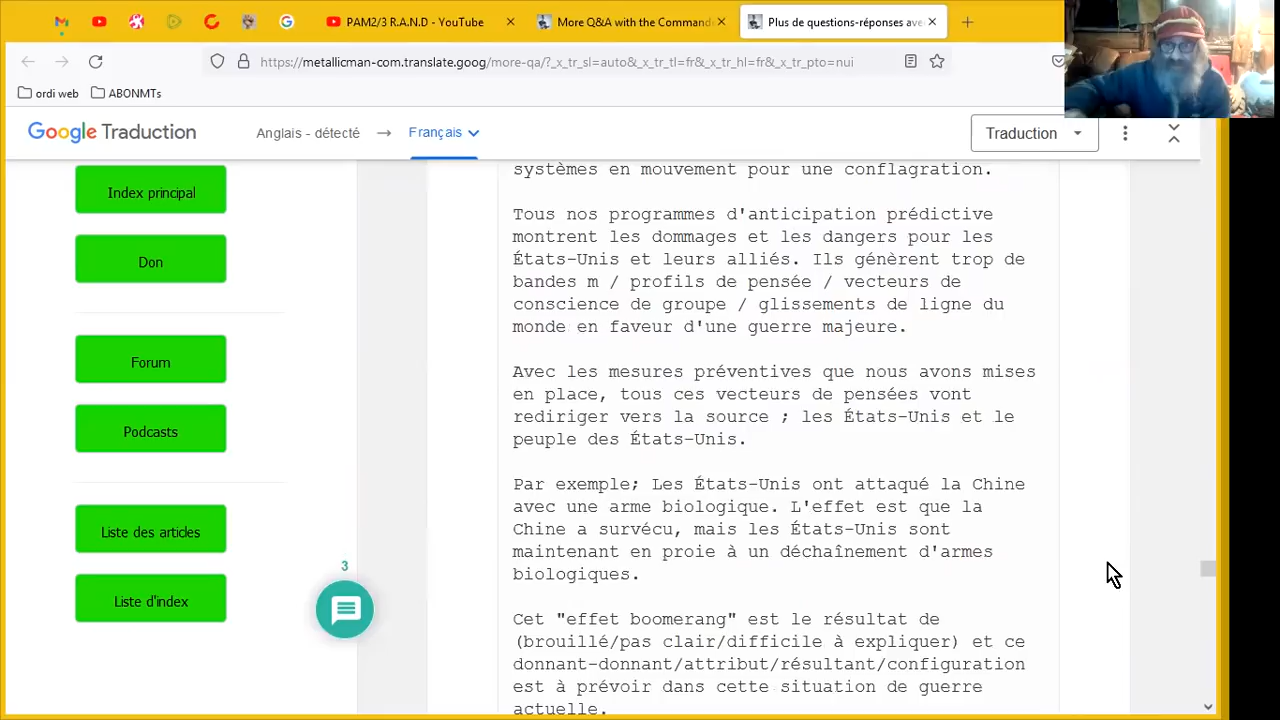 PAM2/3 R.A.N.D - YouTube
More Q&A with the Command
Plus de questions-réponses ave
https://metallicman-com.translate.goog/more-qa/?_x_tr_sl=auto&_x_tr_tl=fr&_x_tr_hl=fr&_x_tr_pto=nui
ordi web
ABONMTs
Google Traduction
Anglais - détecté
Français
Traduction
Index principal
Don
Forum
Podcasts
Liste des articles
Liste d'index
3
systèmes en mouvement pour une conflagration.
Tous nos programmes d'anticipation prédictive
montrent les dommages et les dangers pour les
États-Unis et leurs alliés. Ils génèrent trop de
bandes m / profils de pensée / vecteurs de
conscience de groupe / glissements de ligne du
monde en faveur d'une guerre majeure.
Avec les mesures préventives que nous avons mises
en place, tous ces vecteurs de pensées vont
rediriger vers la source ; les États-Unis et le
peuple des États-Unis.
Par exemple; Les États-Unis ont attaqué la Chine
avec une arme biologique. L'effet est que la
Chine a survécu, mais les États-Unis sont
maintenant en proie à un déchaînement d'armes
biologiques.
Cet "effet boomerang" est le résultat de
(brouillé/pas clair/difficile à expliquer) et ce
donnant-donnant/attribut/résultant/configuration
est à prévoir dans cette situation de guerre
actuelle.